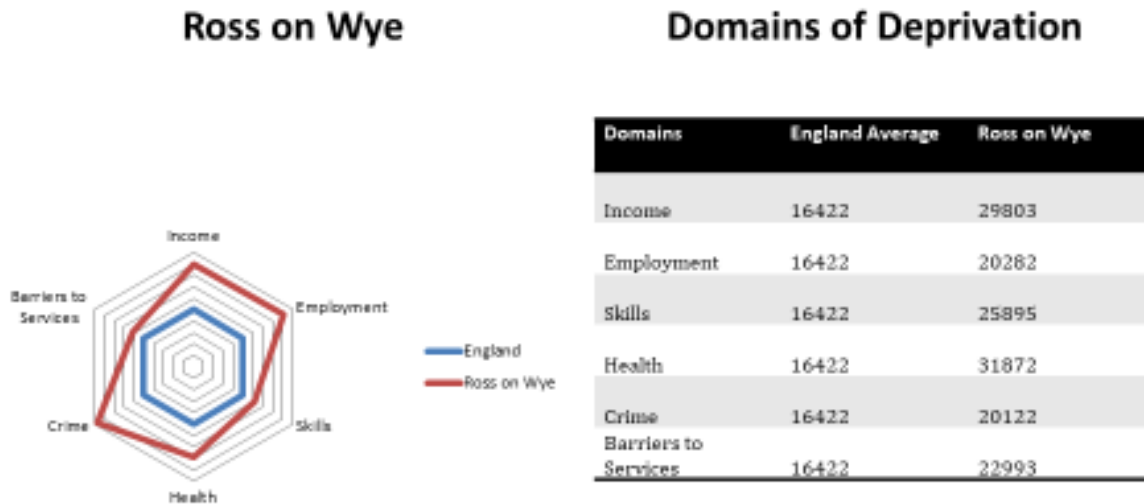 Ross on Wye
Income
Barriers to
Services
Employment
Crime
Skills
Health
England
Ross on Wye
Domains of Deprivation
Domains England Average Ross on Wye
Income 16422 29803
Employment 16422 20282
Skills 16422 25895
Health 16422 31872
Crime 16422 20122
Barriers to
Services 16422 22993